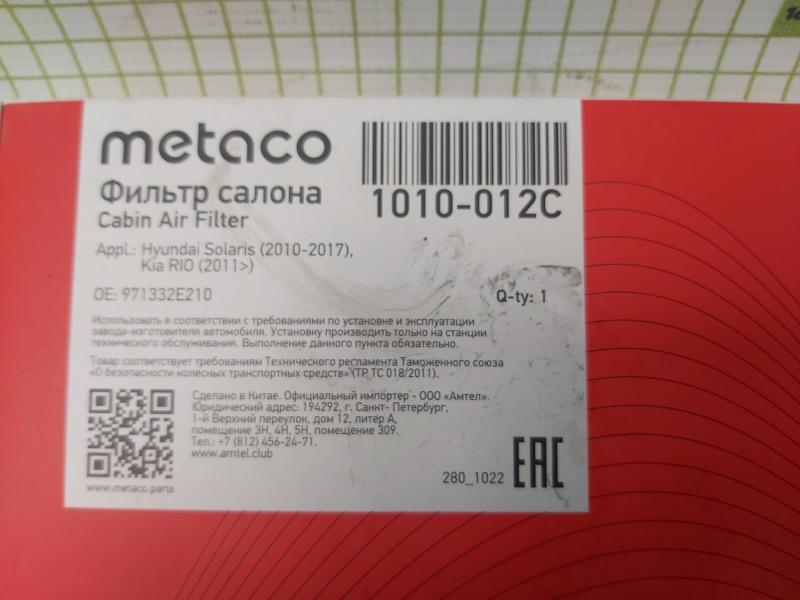 metaco
Фильтр салона
Cabin Air Filter
1010-012C
Appl.: Hyundai Solaris (2010-2017),
Kia RIO (2011>)
OE: 971332E210
Q-ty: 1
Использовать в соответствии с требованиями по установке и эксплуатации
завода-изготовителя автомобиля. Установку производить только на станции
технического обслуживания. Выполнение данного пункта обязательно.
Товар соответствует требованиям Технического регламента Таможенного союза
«О безопасности колесных транспортных средств» (ТР ТС 018/2011).
Сделано в Китае. Официальный импортер - ООО «Амтел».
Юридический адрес: 194292, г. Санкт- Петербург,
1-й Верхний переулок, дом 12, литер А,
помещение 3Н, 4Н, 5Н, помещение 309.
Тел.: +7 (812) 456-24-71.
www.amtel.club
www.metaco.parts
280_1022
EAC